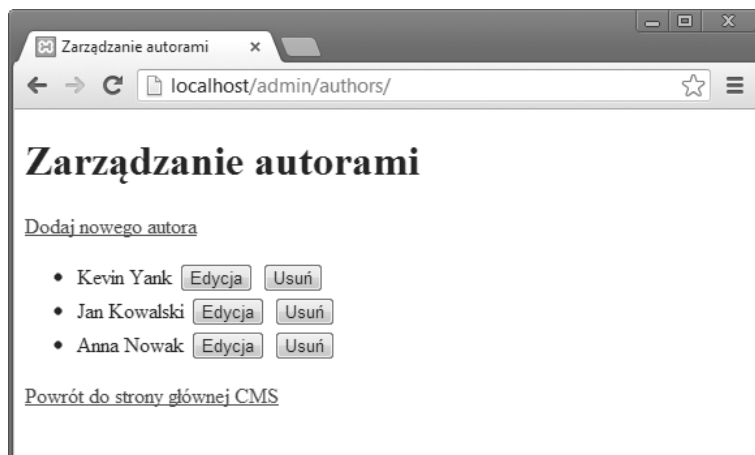 Zarządzanie autorami
localhost/admin/authors/
Zarządzanie autorami
Dodaj nowego autora
Kevin Yank Edycja Usuń
Jan Kowalski Edycja Usuń
Anna Nowak Edycja Usuń
Powrót do strony głównej CMS